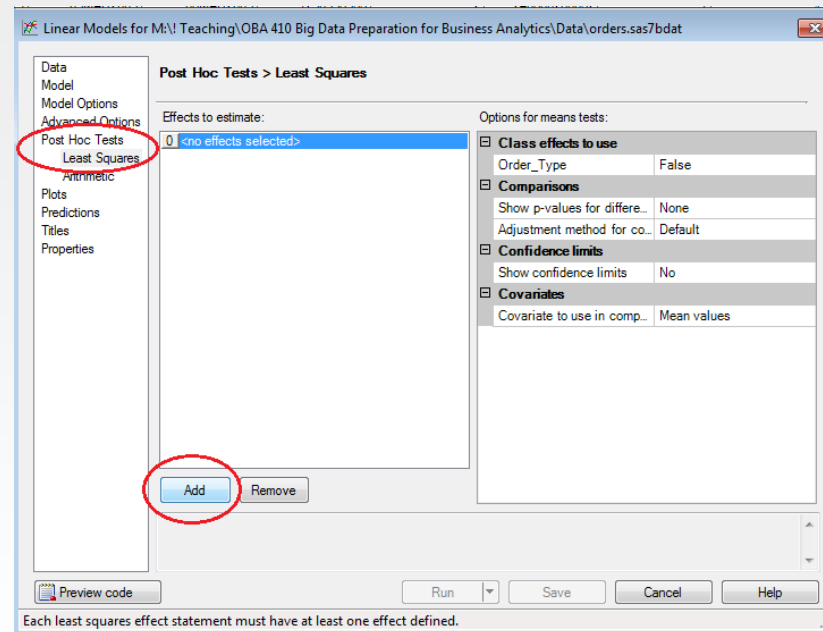 Linear Models for M:\! Teaching\OBA 410 Big Data Preparation for Business Analytics\Data\orders.sas7bdat
Data
Model
Model Options
Advanced Options
Post Hoc Tests
Least Squares
Arithmetic
Plots
Predictions
Titles
Properties
Post Hoc Tests > Least Squares
Effects to estimate:
0 <no effects selected>
Add Remove
Options for means tests:
Class effects to use
Order_Type False
Comparisons
Show p-values for differe... None
Adjustment method for co... Default
Confidence limits
Show confidence limits No
Covariates
Covariate to use in comp... Mean values
Preview code Run Save Cancel Help
Each least squares effect statement must have at least one effect defined.